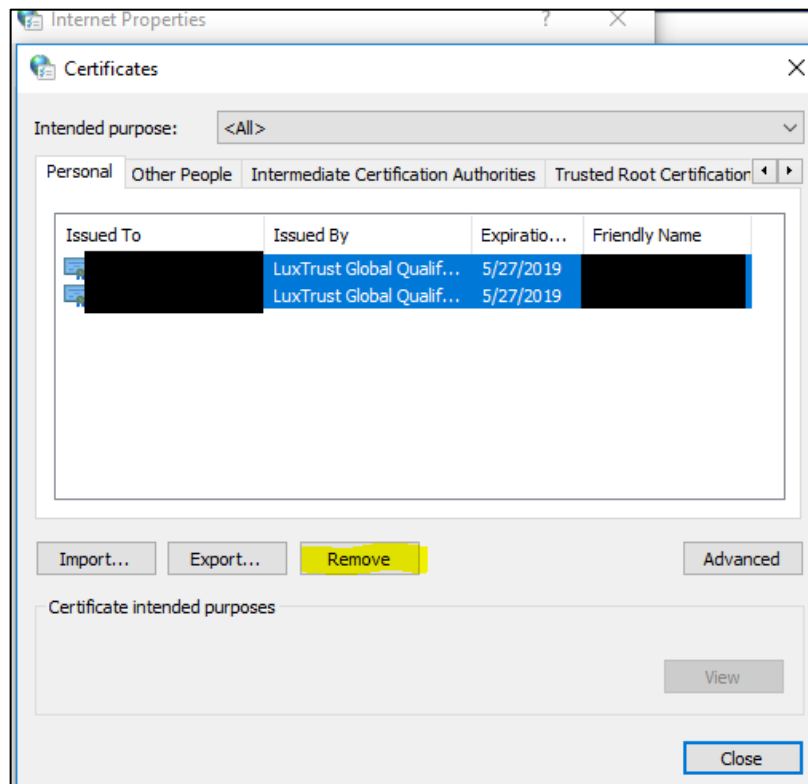 Internet Properties ?
Certificates
Intended purpose: <All>
Personal Other People Intermediate Certification Authorities Trusted Root Certification
Issued To Issued By Expiratio... Friendly Name
LuxTrust Global Qualif... 5/27/2019
LuxTrust Global Qualif... 5/27/2019
Import... Export... Remove Advanced
Certificate intended purposes
View
Close